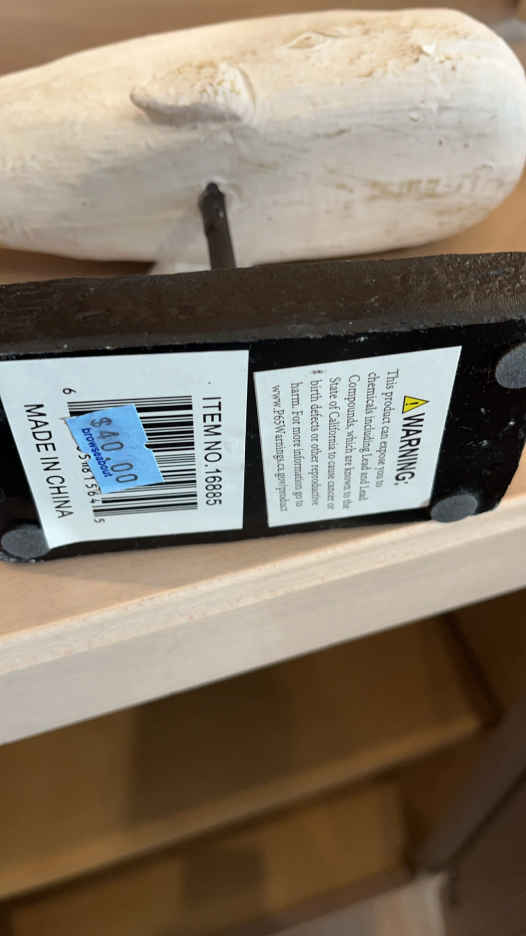 ITEM NO.16885
$40.00
browseabout
MADE IN CHINA
WARNING:
This product can expose you to
chemicals including Lead and Lead
Compounds, which are known to the
State of California to cause cancer or
birth defects or other reproductive
harm. For more information go to
www.P65Warnings.ca.gov/product